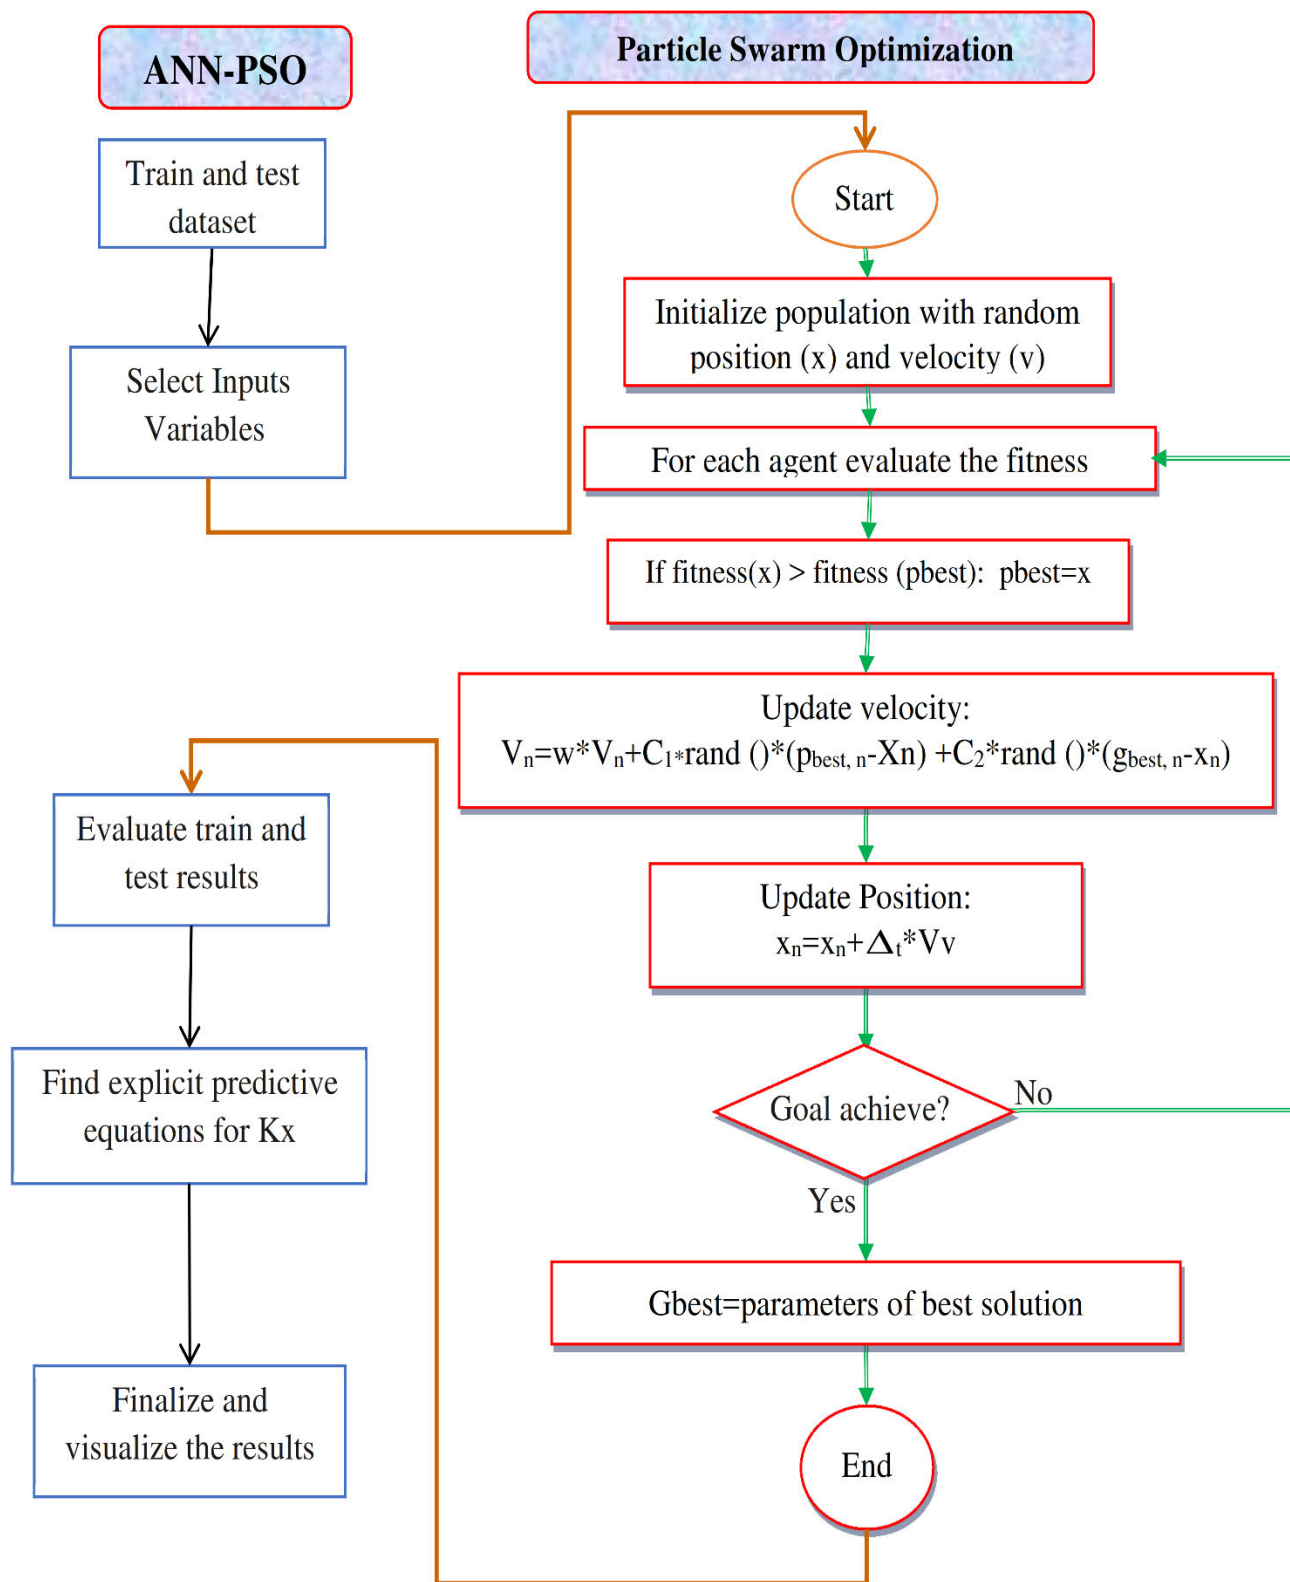 ANN-PSO
Train and test
dataset
Select Inputs
Variables
Particle Swarm Optimization
Start
Initialize population with random
position (x) and velocity (v)
For each agent evaluate the fitness
If fitness(x) > fitness (pbest):  pbest=x
Update velocity:
Vₙ=w*Vₙ+C₁*rand ()*(p_best, n-Xn) +C₂*rand ()*(g_best, n-xₙ)
Update Position:
xₙ=xₙ+Δₜ*Vv
Goal achieve?
No
Yes
Gbest=parameters of best solution
End
Evaluate train and
test results
Find explicit predictive
equations for Kx
Finalize and
visualize the results